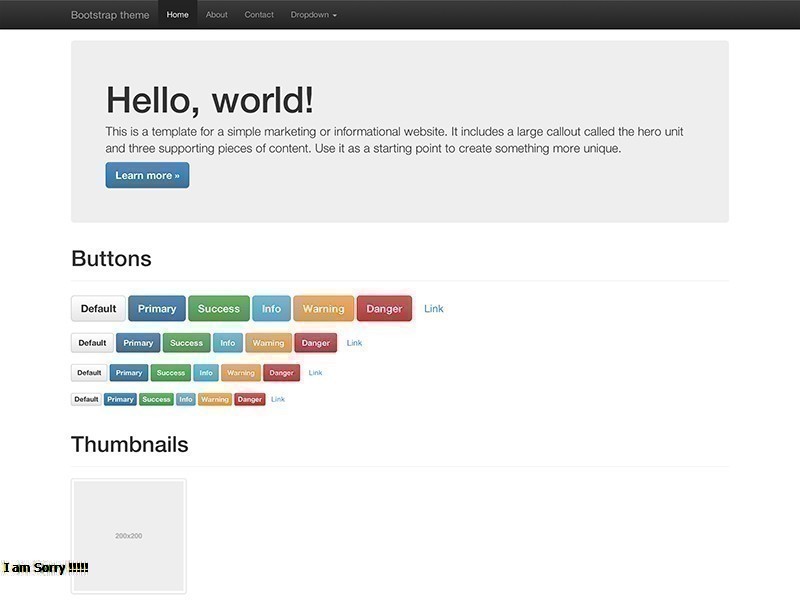 Bootstrap theme Home About Contact Dropdown
Hello, world!
This is a template for a simple marketing or informational website. It includes a large callout called the hero unit
and three supporting pieces of content. Use it as a starting point to create something more unique.
Learn more »
Buttons
Default Primary Success Info Warning Danger Link
Default Primary Success Info Warning Danger Link
Default Primary Success Info Warning Danger Link
Default Primary Success Info Warning Danger Link
Thumbnails
200x200
I am Sorry !!!!!